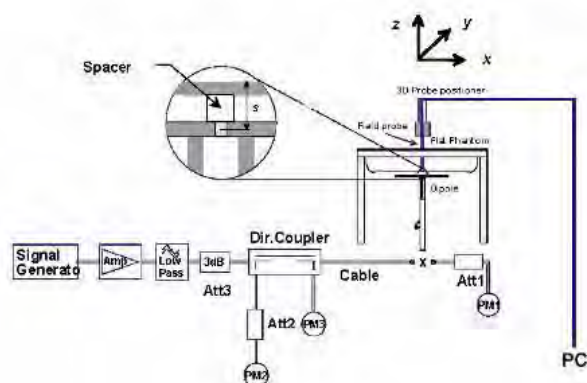 z
y
x
Spacer
s
3D Probe positioner
Field probe
Flat Phantom
Dipole
Signal
Generato
Amp
Low
Pass
3dB
Att3
Dir.Coupler
Cable
x
Att1
PM1
Att2
PM3
PM2
PC